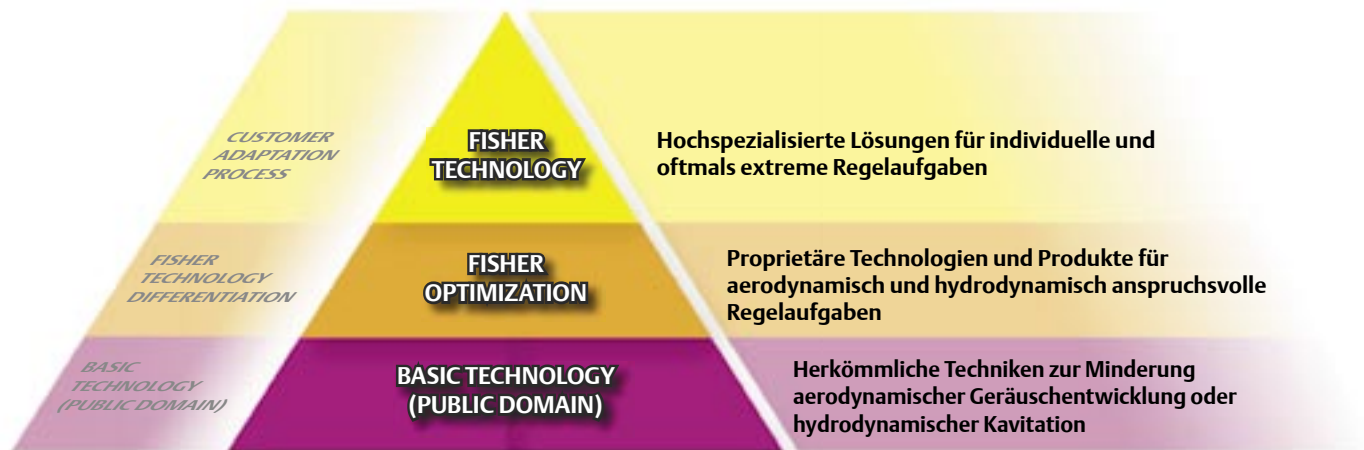 CUSTOMER
ADAPTATION
PROCESS
FISHER
TECHNOLOGY
Hochspezialisierte Lösungen für individuelle und
oftmals extreme Regelaufgaben
FISHER
TECHNOLOGY
DIFFERENTIATION
FISHER
OPTIMIZATION
Proprietäre Technologien und Produkte für
aerodynamisch und hydrodynamisch anspruchsvolle
Regelaufgaben
BASIC
TECHNOLOGY
(PUBLIC DOMAIN)
BASIC TECHNOLOGY
(PUBLIC DOMAIN)
Herkömmliche Techniken zur Minderung
aerodynamischer Geräuschentwicklung oder
hydrodynamischer Kavitation